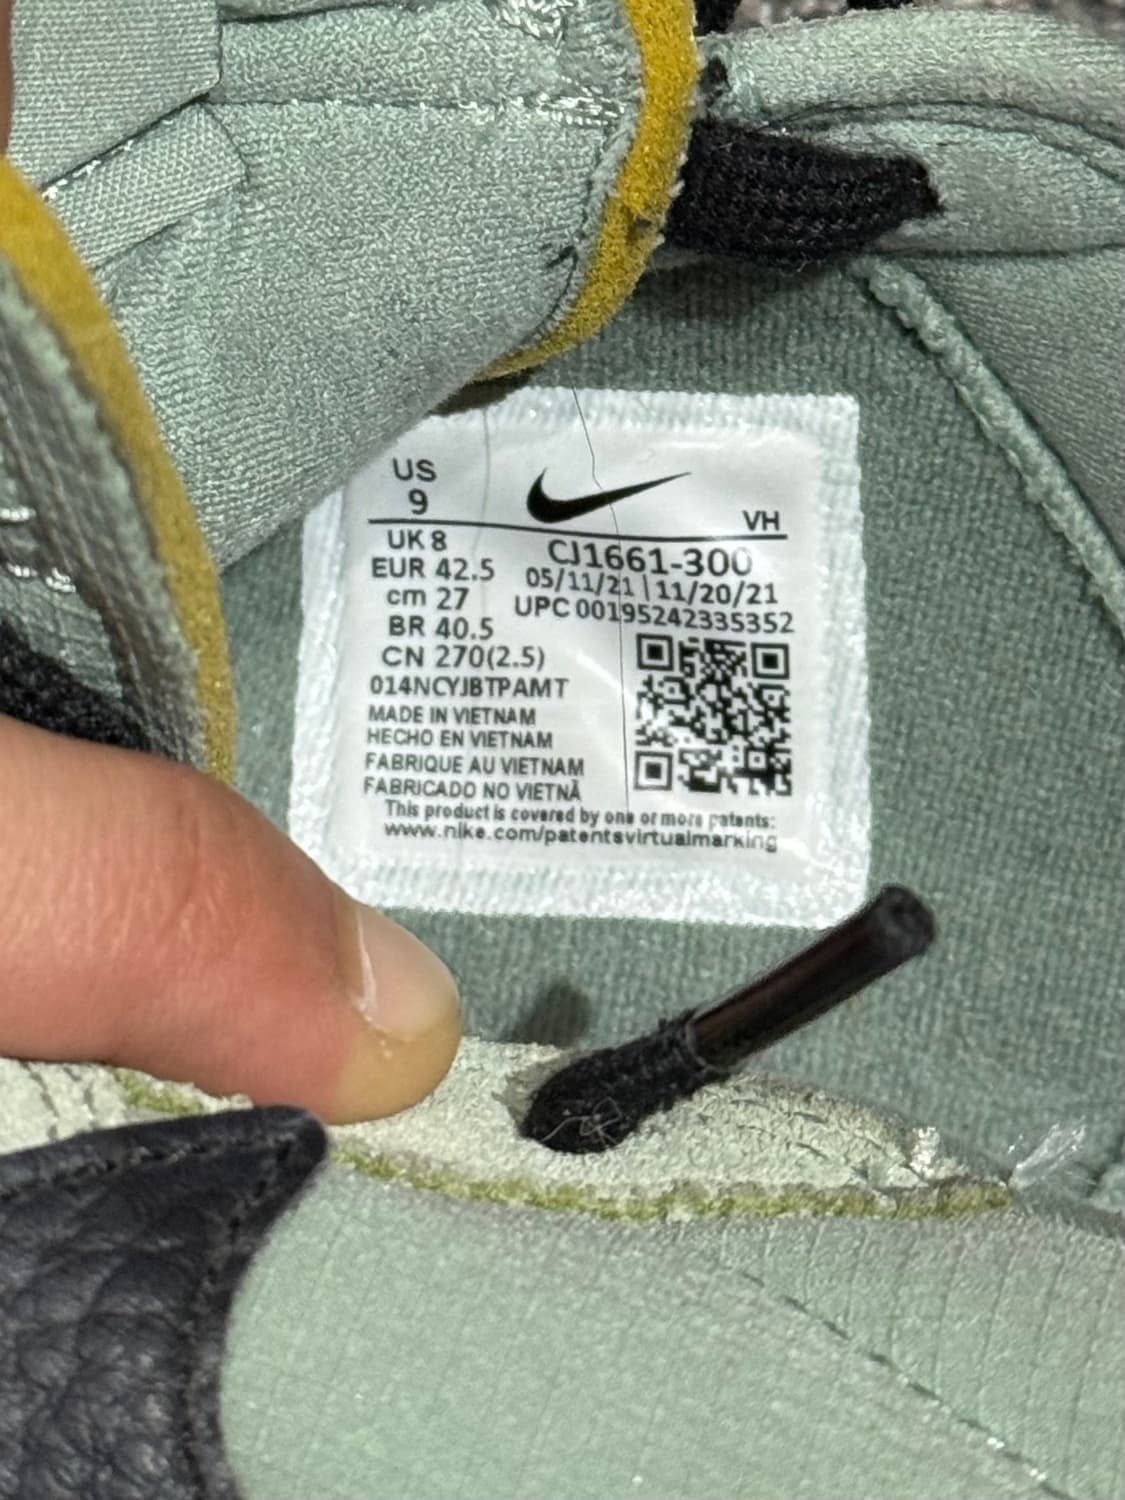 US
9
VH
UK 8
EUR 42.5
cm 27
BR 40.5
CN 270(2.5)
CJ1661-300
05/11/21 | 11/20/21
UPC 00195242335352
014NCYJBTPAMT
MADE IN VIETNAM
HECHO EN VIETNAM
FABRIQUE AU VIETNAM
FABRICADO NO VIETNÃ
This product is covered by one or more patents:
www.nike.com/patentsvirtualmarking